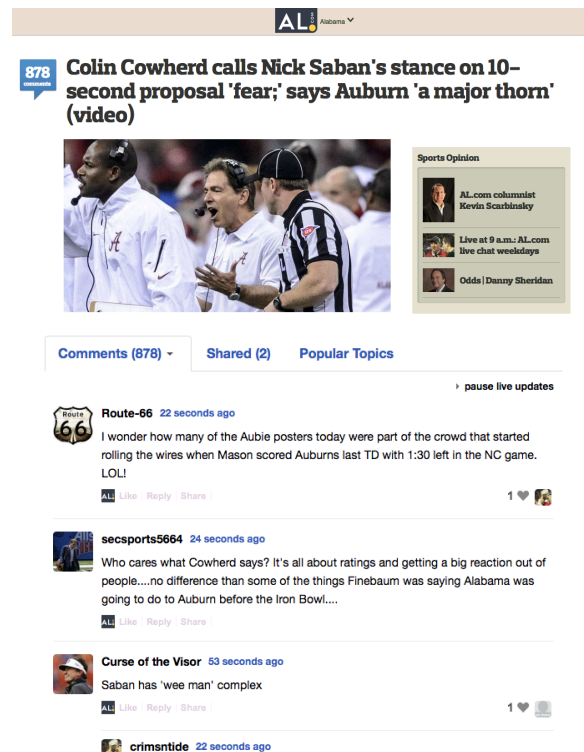 AL.COM Alabama
878
comments
Colin Cowherd calls Nick Saban's stance on 10–
second proposal 'fear;' says Auburn 'a major thorn'
(video)
Sports Opinion
AL.com columnist
Kevin Scarbinsky
Live at 9 a.m.: AL.com
live chat weekdays
Odds | Danny Sheridan
Comments (878)
Shared (2)
Popular Topics
pause live updates
Route
66
Route-66 22 seconds ago
I wonder how many of the Aubie posters today were part of the crowd that started
rolling the wires when Mason scored Auburns last TD with 1:30 left in the NC game.
LOL!
AL Like Reply Share
1
secsports5664 24 seconds ago
Who cares what Cowherd says? It's all about ratings and getting a big reaction out of
people....no difference than some of the things Finebaum was saying Alabama was
going to do to Auburn before the Iron Bowl....
AL Like Reply Share
Curse of the Visor 53 seconds ago
Saban has 'wee man' complex
AL Like Reply Share
1
crimsntide 22 seconds ago